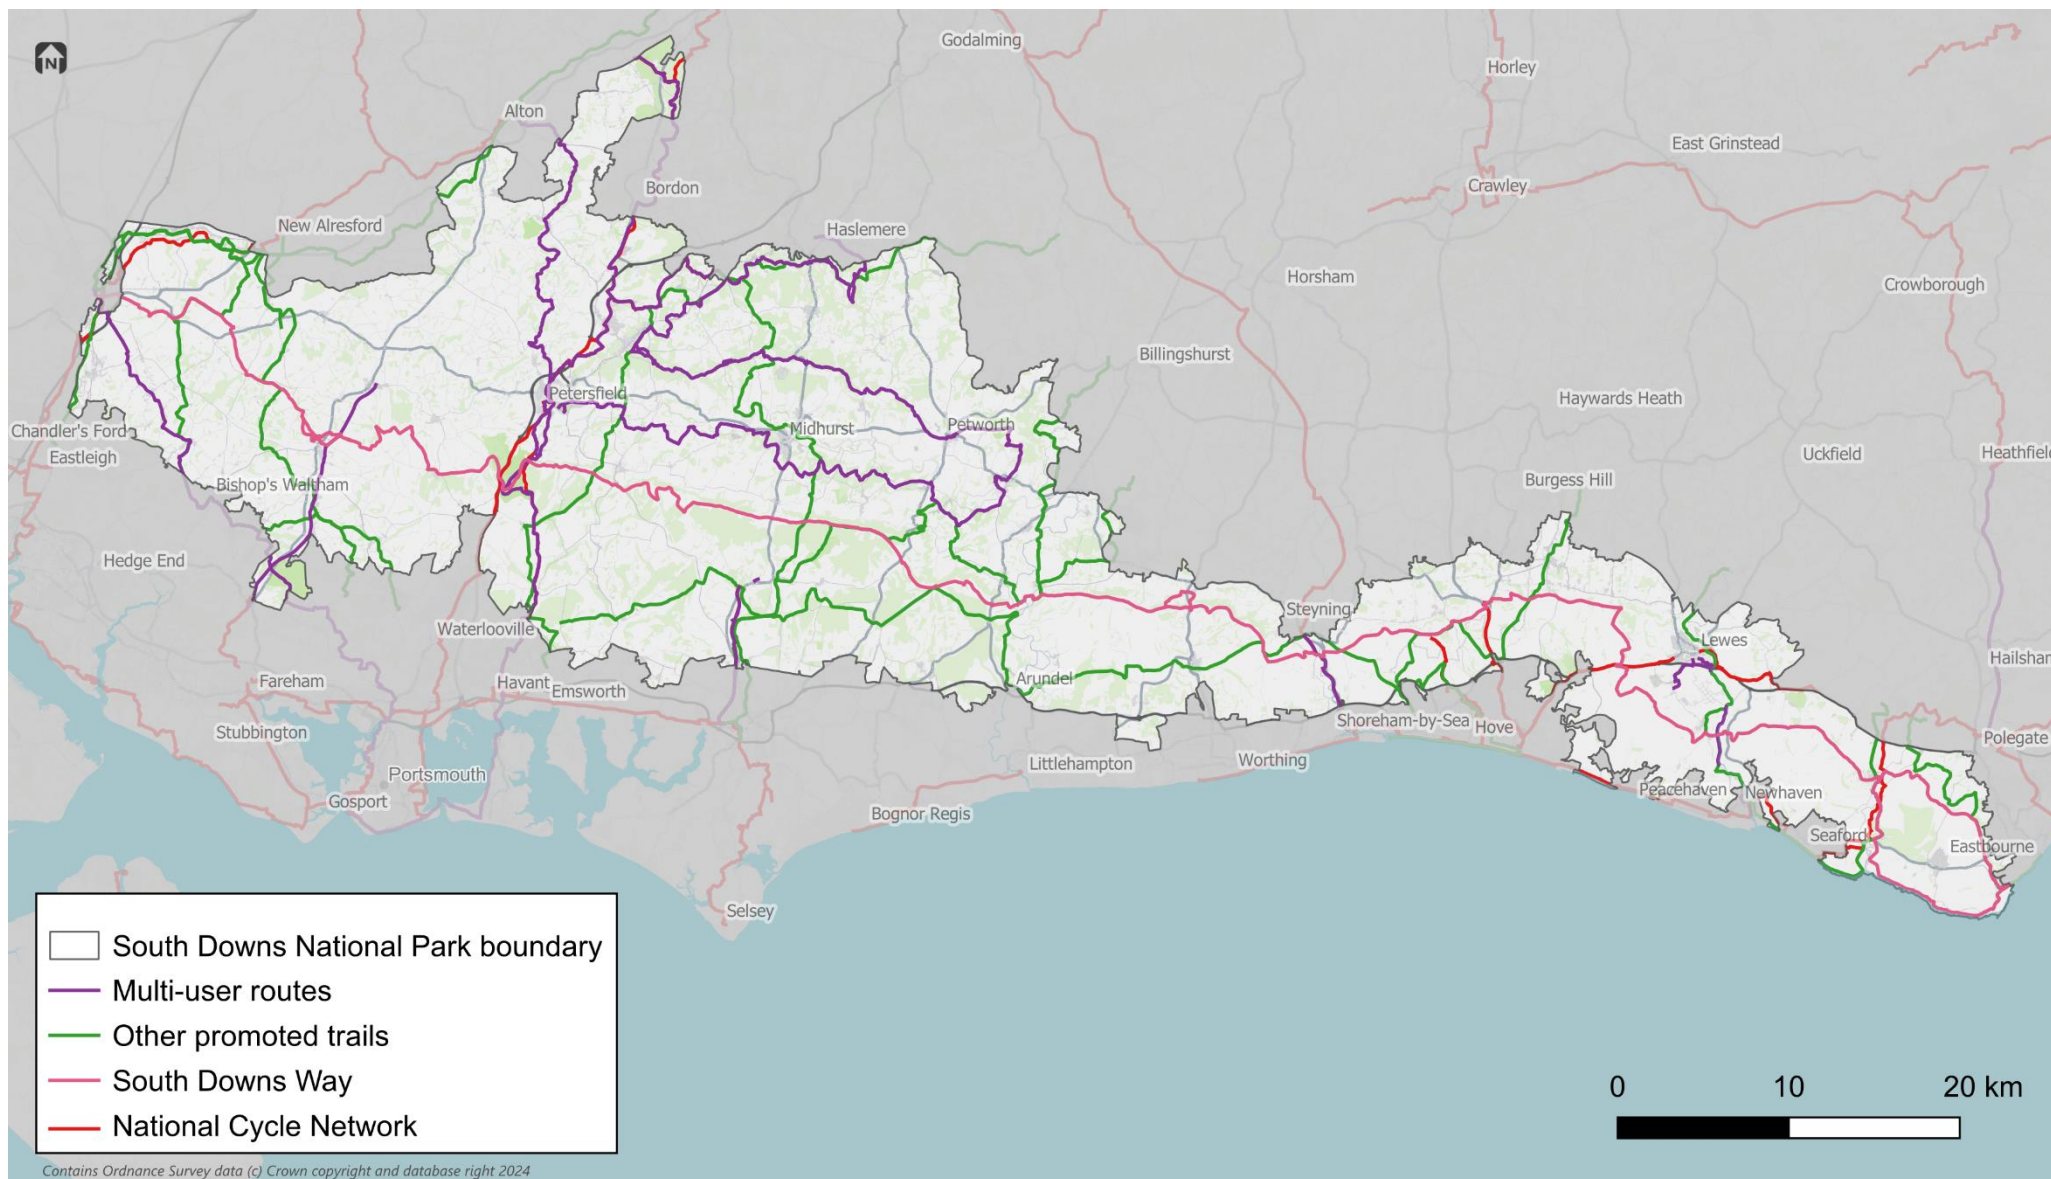 N
Godalming
Horley
Alton
East Grinstead
Bordon
Crawley
New Alresford
Haslemere
Horsham
Crowborough
Billingshurst
Petersfield
Haywards Heath
Chandler's Ford
Midhurst
Petworth
Eastleigh
Uckfield
Heathfield
Bishop's Waltham
Burgess Hill
Hedge End
Steyning
Waterlooville
Lewes
Hailsham
Fareham
Havant
Emsworth
Arundel
Stubbington
Shoreham-by-Sea
Hove
Polegate
Portsmouth
Littlehampton
Worthing
Gosport
Peacehaven
Newhaven
Bognor Regis
Seaford
Eastbourne
Selsey
South Downs National Park boundary
Multi-user routes
Other promoted trails
South Downs Way
National Cycle Network
0 10 20 km
Contains Ordnance Survey data (c) Crown copyright and database right 2024